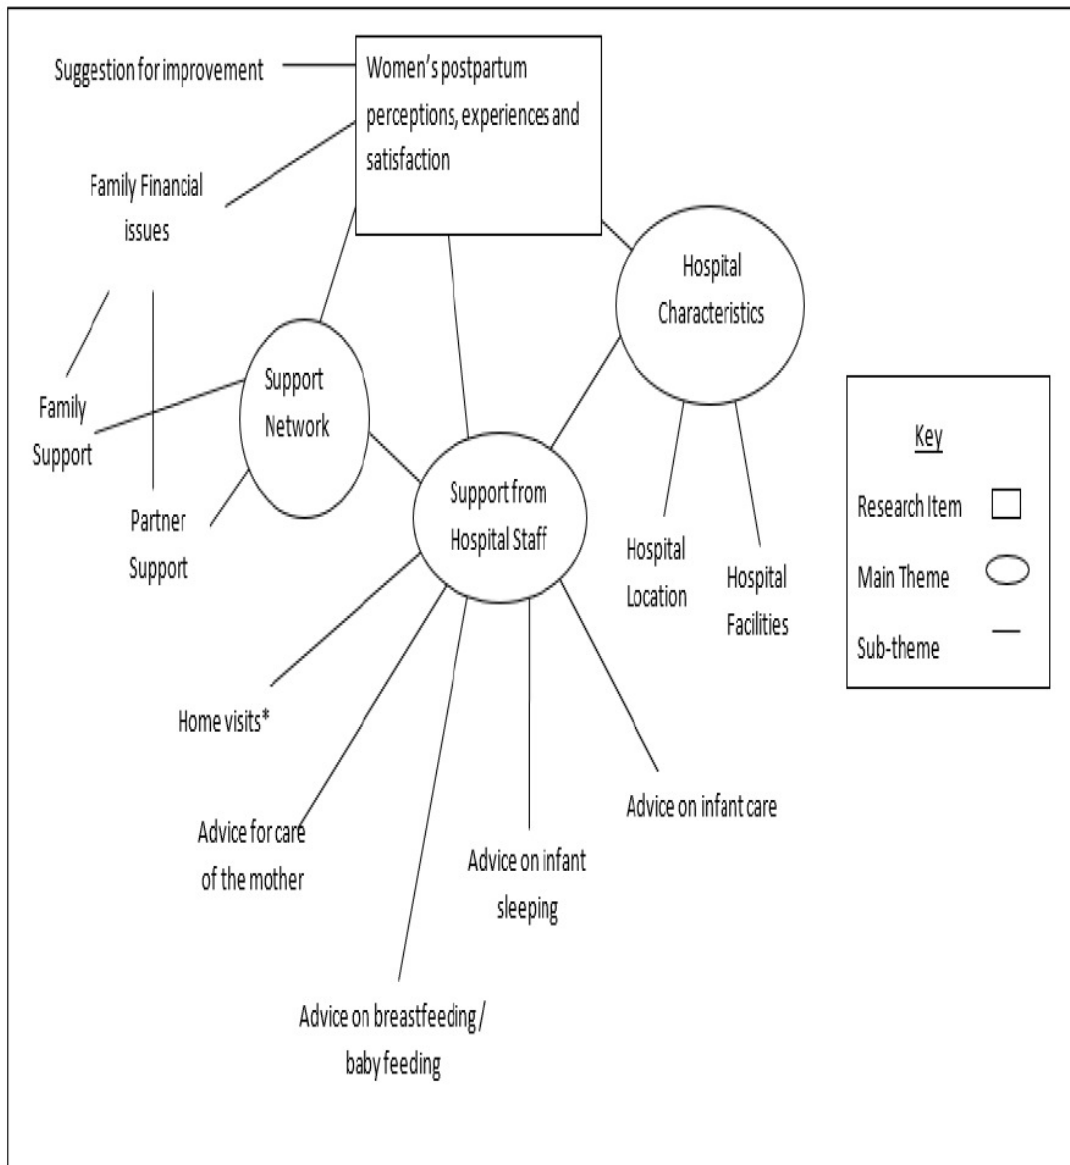 Suggestion for improvement
Women's postpartum
perceptions, experiences and
satisfaction
Family Financial
issues
Hospital
Characteristics
Support
Network
Family
Support
Key
Research Item
Main Theme
Sub-theme
Support from
Hospital Staff
Partner
Support
Hospital
Location
Hospital
Facilities
Home visits*
Advice for care
of the mother
Advice on infant
sleeping
Advice on infant care
Advice on breastfeeding/
baby feeding